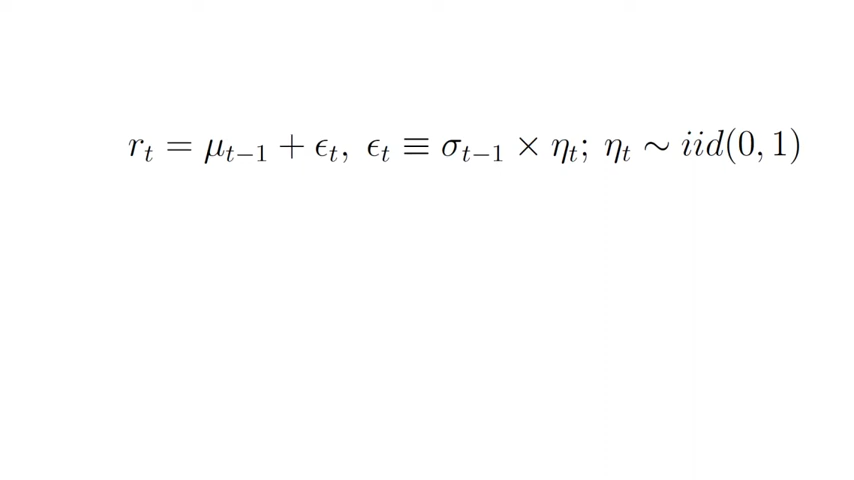 r_t = μ_{t−1} + ϵ_t, ϵ_t ≡ σ_{t−1} × η_t; η_t ∼ iid(0, 1)